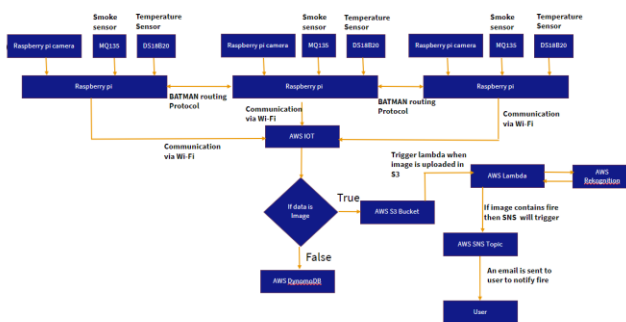 Smoke
sensor
Temperature
Sensor
Smoke
sensor
Temperature
Sensor
Smoke
sensor
Temperature
Sensor
Raspberry pi camera
MQ135
DS18B20
Raspberry pi camera
MQ135
DS18B20
Raspberry pi camera
MQ135
DS18B20
Raspberry pi
Raspberry pi
Raspberry pi
BATMAN routing
Protocol
BATMAN routing
Protocol
Communication
via Wi-Fi
Communication
via Wi-Fi
Communication
via Wi-Fi
AWS IOT
Trigger lambda when
image is uploaded in
S3
AWS Lambda
AWS
Rekognition
If data is
Image
True
AWS S3 Bucket
If image contains fire
then SNS will trigger
AWS SNS Topic
False
AWS DynamoDB
An email is sent to
user to notify fire
User